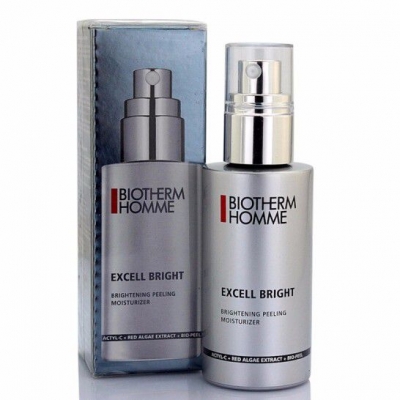 BIOTHERM
HOMME
EXCELL BRIGHT
BRIGHTENING PEELING
MOISTURIZER
ACTYL-C + RED ALGAE EXTRACT + BIO-PEEL
BIOTHERM
HOMME
EXCELL BRIGHT
BRIGHTENING PEELING
MOISTURIZER
ACTYL-C + RED ALGAE EXTRACT + BIO-PEEL